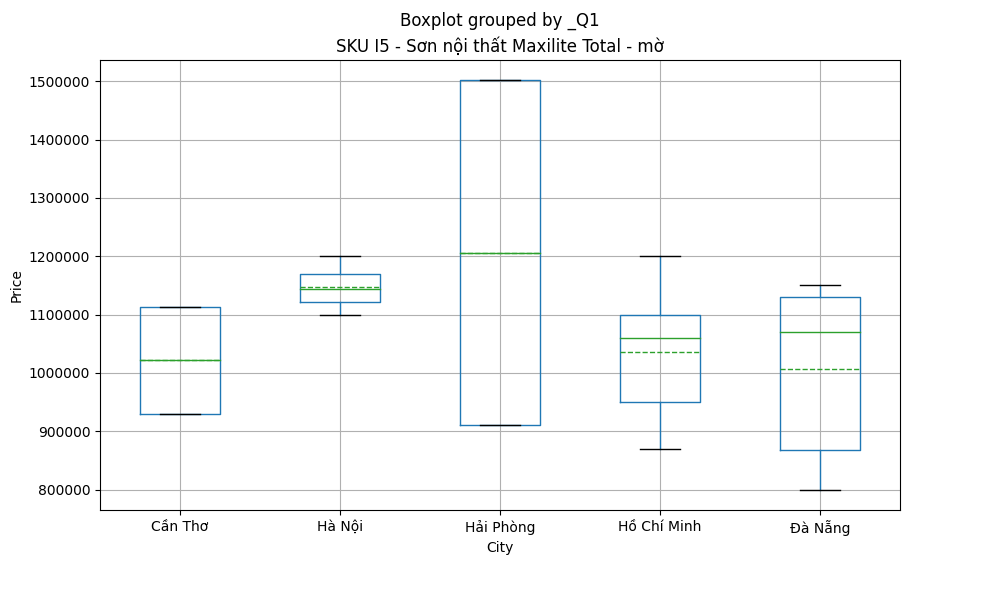 Boxplot grouped by _Q1
SKU I5 - Sơn nội thất Maxilite Total - mờ
1500000
1400000
1300000
1200000
1100000
1000000
900000
800000
Price
Cần Thơ
Hà Nội
Hải Phòng
Hồ Chí Minh
Đà Nẵng
City